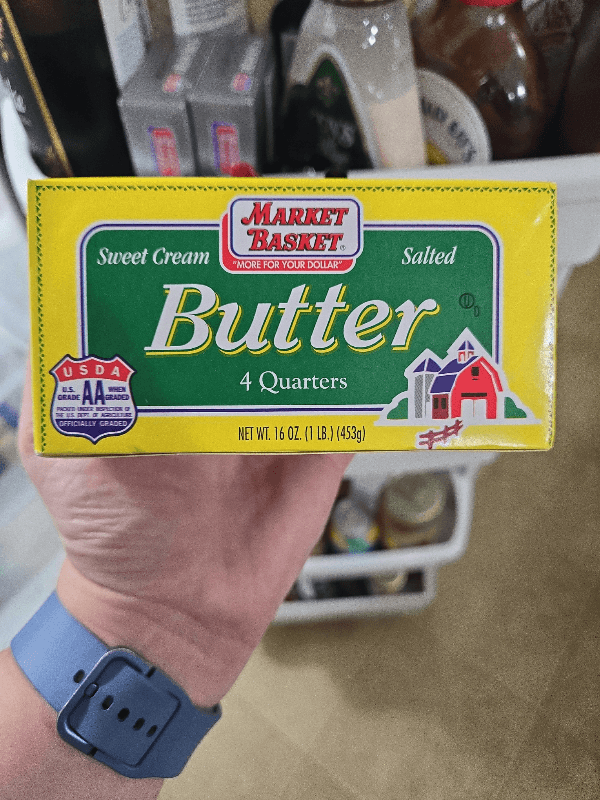 MARKET
BASKET®
"MORE FOR YOUR DOLLAR"
Sweet Cream
Salted
Butter
4 Quarters
USDA
U.S. GRADE AA WHEN GRADED
PACKED UNDER INSPECTION OF
THE U.S. DEPT. OF AGRICULTURE
OFFICIALLY GRADED
NET WT. 16 OZ. (1 LB.) (453g)